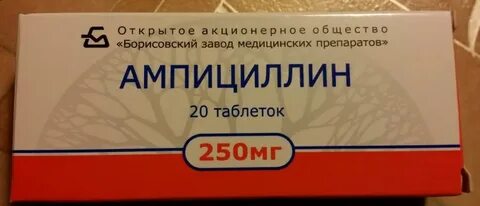 Открытое акционерное общество
«Борисовский завод медицинских препаратов»
АМПИЦИЛЛИН
20 таблеток
250мг